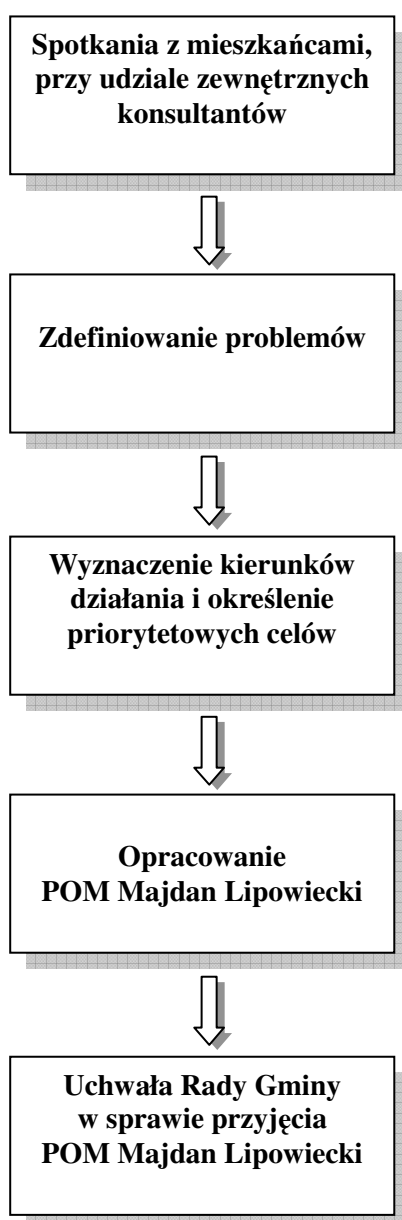 Spotkania z mieszkańcami,
przy udziale zewnętrznych
konsultantów
Zdefiniowanie problemów
Wyznaczenie kierunków
działania i określenie
priorytetowych celów
Opracowanie
POM Majdan Lipowiecki
Uchwała Rady Gminy
w sprawie przyjęcia
POM Majdan Lipowiecki